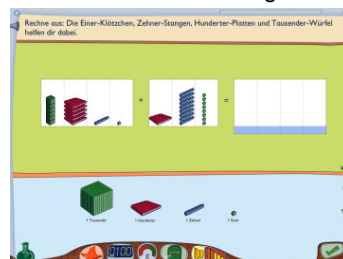 Rechne aus: Die Einer-Klötzchen, Zehner-Stangen, Hunderter-Platten und Tausender-Würfel
helfen dir dabei.
+ =
1 Tausender 1 Hunderter 1 Zehner 1 Einer